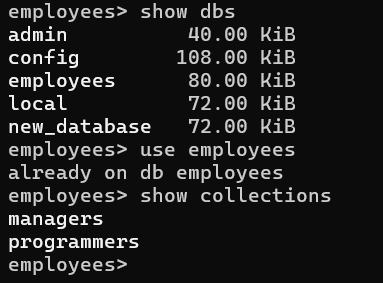 employees> show dbs
admin           40.00 KiB
config         108.00 KiB
employees       80.00 KiB
local           72.00 KiB
new_database    72.00 KiB
employees> use employees
already on db employees
employees> show collections
managers
programmers
employees>